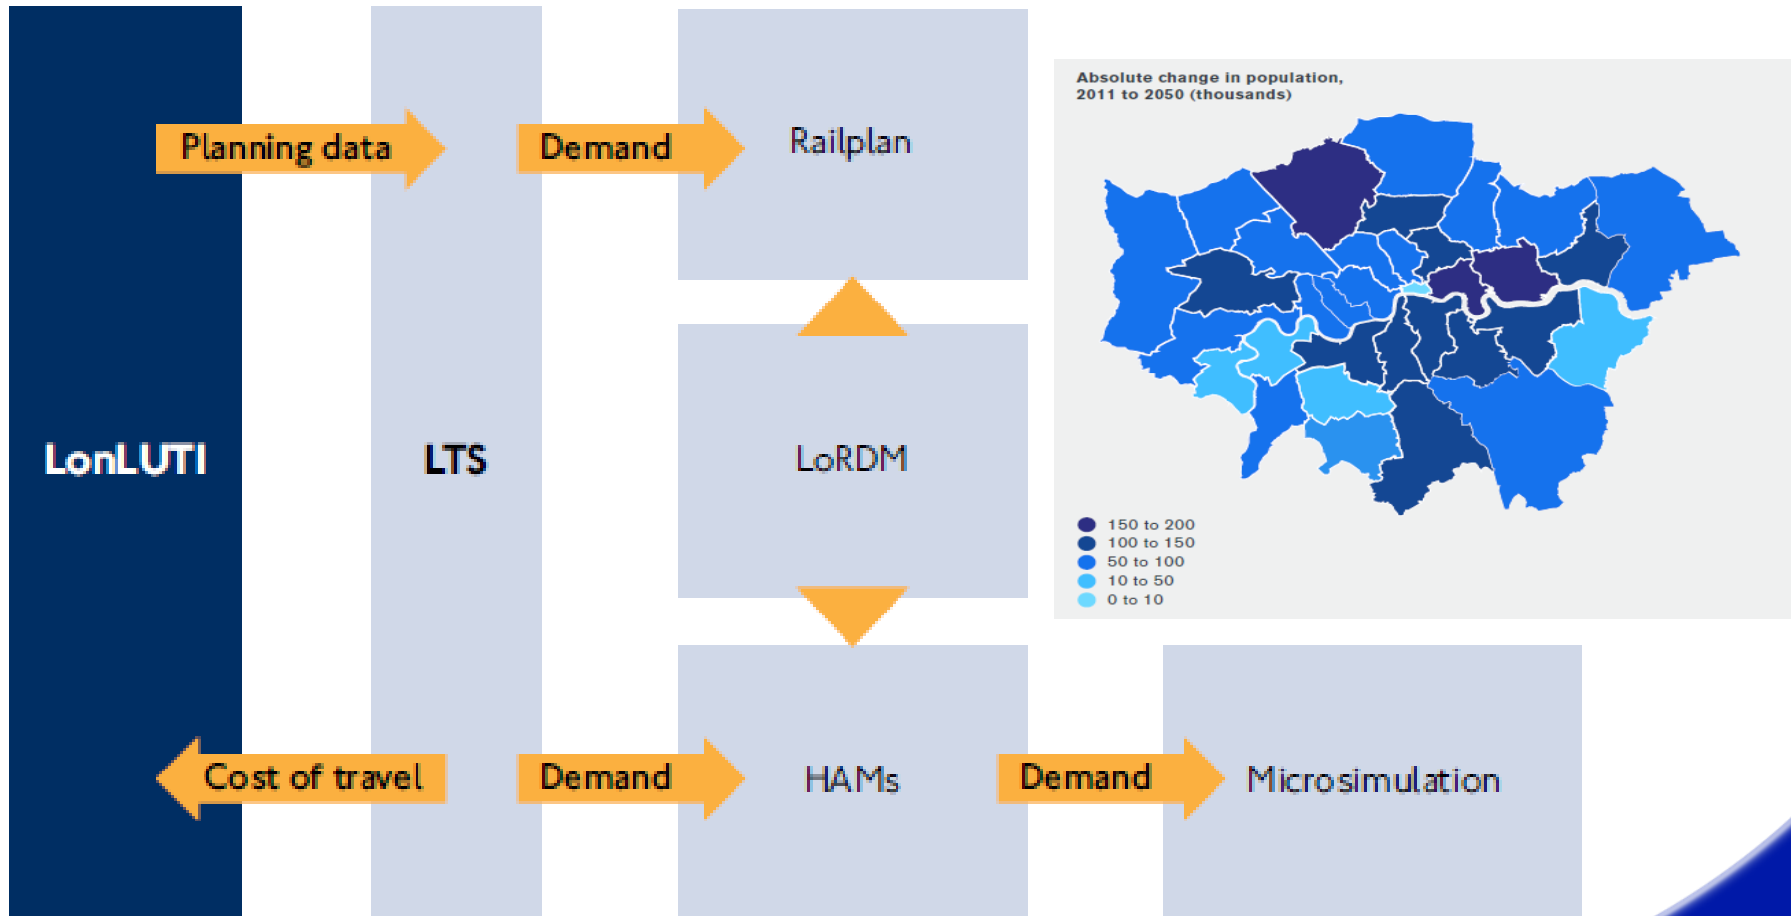 LonLUTI
LTS
Planning data
Demand
Railplan
LoRDM
Cost of travel
Demand
HAMs
Demand
Microsimulation
Absolute change in population,
2011 to 2050 (thousands)
150 to 200
100 to 150
50 to 100
10 to 50
0 to 10